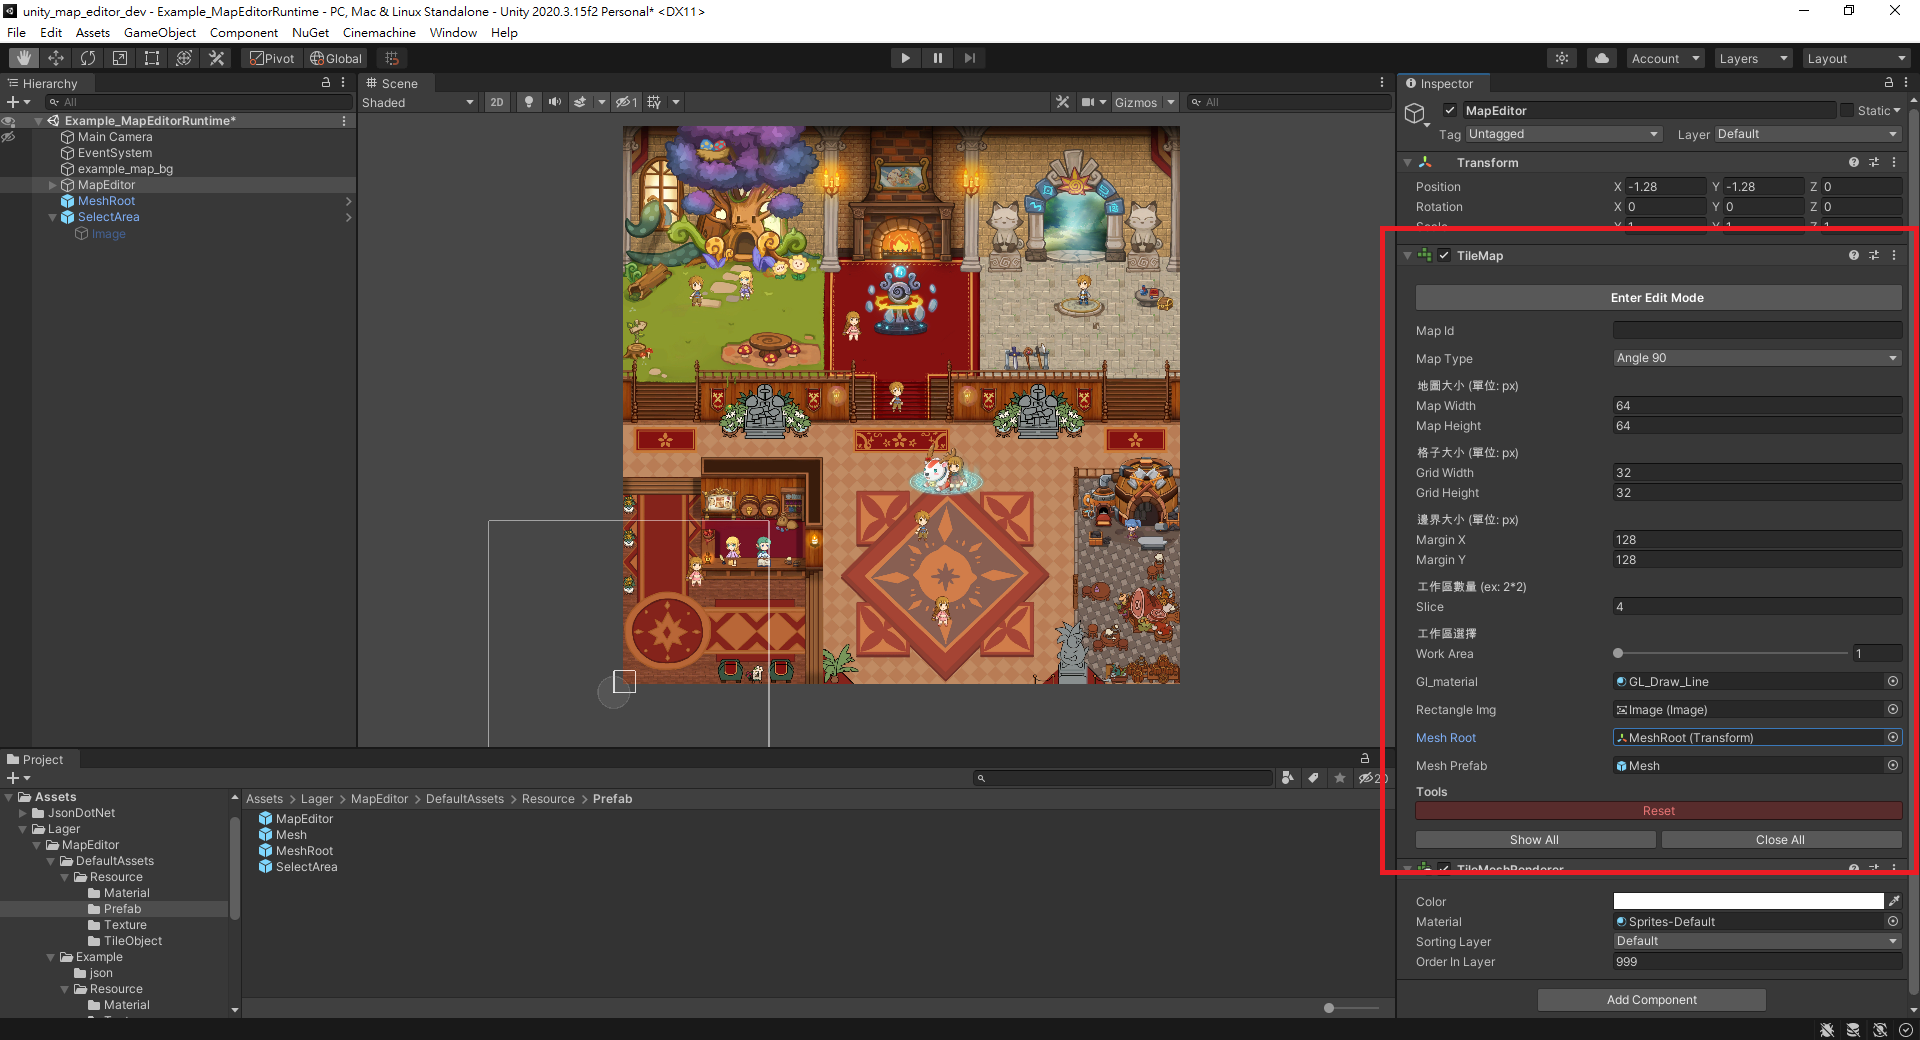 unity_map_editor_dev - Example_MapEditorRuntime - PC, Mac & Linux Standalone - Unity 2020.3.15f2 Personal* <DX11>
File Edit Assets GameObject Component NuGet Cinemachine Window Help
Pivot Global Account Layers Layout
Hierarchy
All
Example_MapEditorRuntime*
Main Camera
EventSystem
example_map_bg
MapEditor
MeshRoot
SelectArea
Image
Scene
Shaded 2D 1 Gizmos All
Inspector
MapEditor Static
Tag Untagged Layer Default
Transform
Position X -1.28 Y -1.28 Z 0
Rotation X 0 Y 0 Z 0
Scale X 1 Y 1 Z 1
TileMap
Enter Edit Mode
Map Id
Map Type Angle 90
地圖大小 (單位: px)
Map Width 64
Map Height 64
格子大小 (單位: px)
Grid Width 32
Grid Height 32
邊界大小 (單位: px)
Margin X 128
Margin Y 128
工作區數量 (ex: 2*2)
Slice 4
工作區選擇
Work Area 1
Gl_material GL_Draw_Line
Rectangle Img Image (Image)
Mesh Root MeshRoot (Transform)
Mesh Prefab Mesh
Tools
Reset
Show All Close All
TileMeshRenderer
Color
Material Sprites-Default
Sorting Layer Default
Order In Layer 999
Add Component
Project
20
Assets
JsonDotNet
Lager
MapEditor
DefaultAssets
Resource
Material
Prefab
Texture
TileObject
Example
json
Resource
Material
Assets > Lager > MapEditor > DefaultAssets > Resource > Prefab
MapEditor
Mesh
MeshRoot
SelectArea